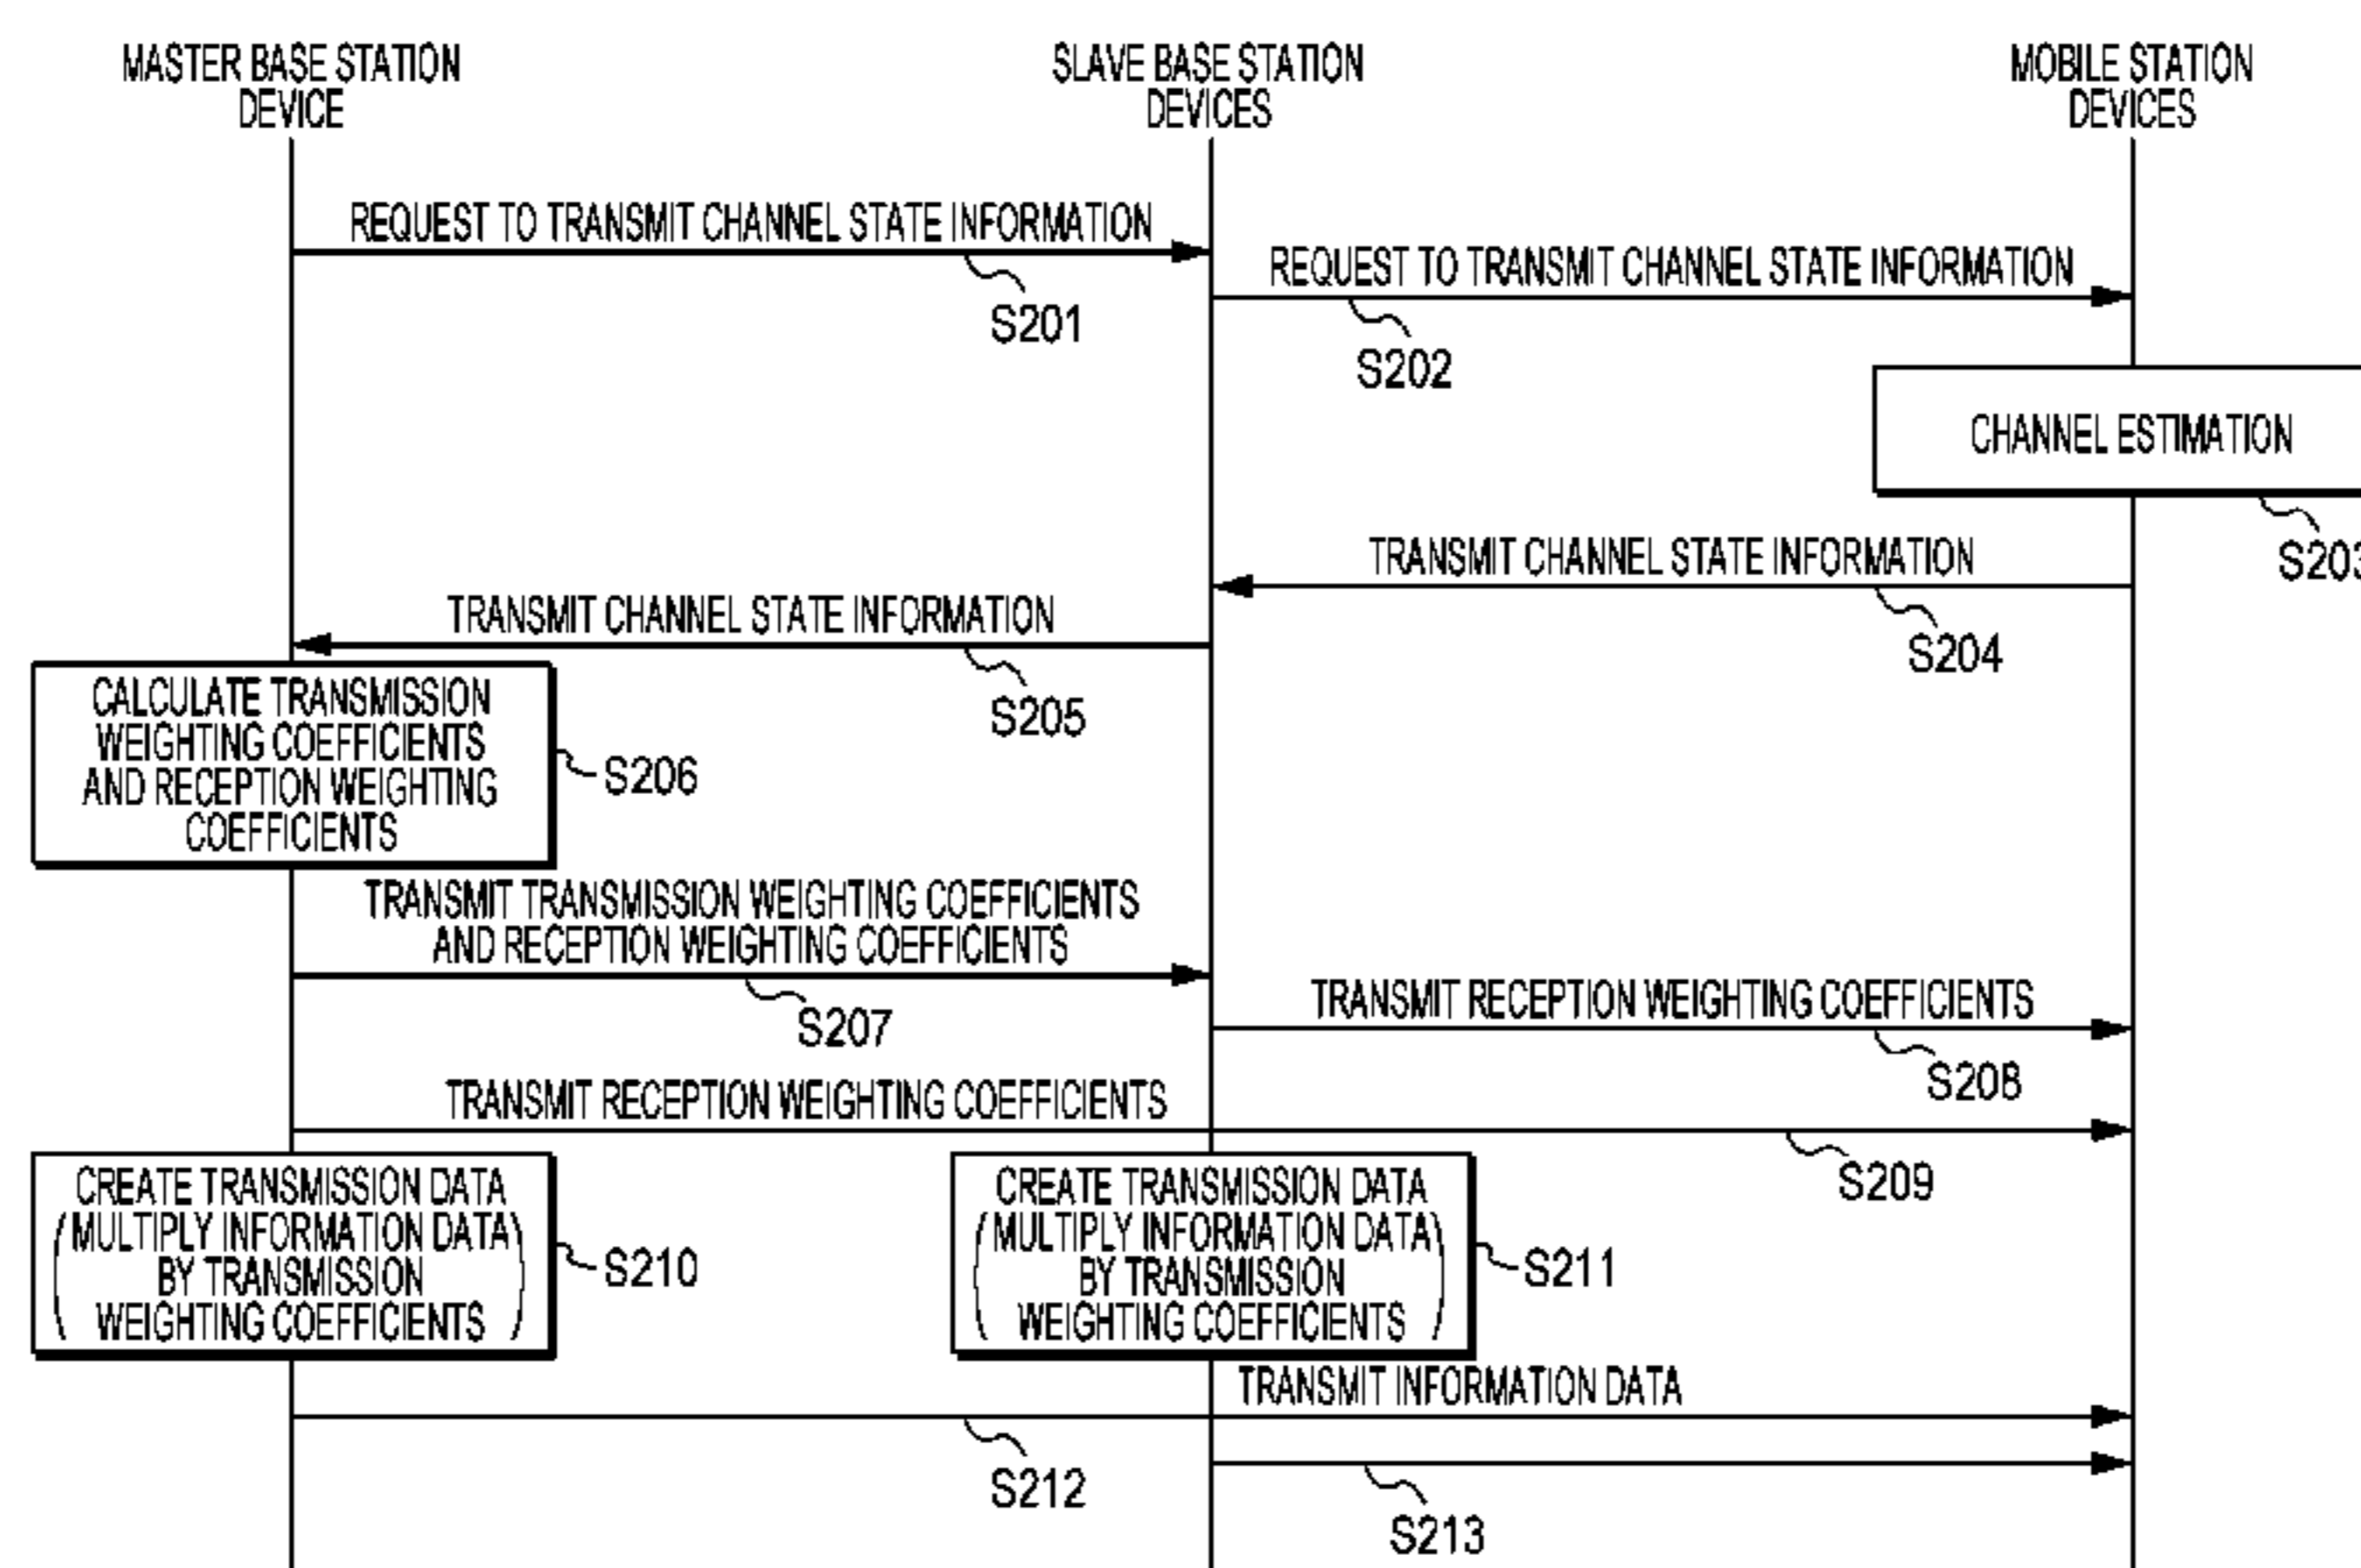 MASTER BASE STATION
DEVICE
SLAVE BASE STATION
DEVICES
MOBILE STATION
DEVICES
REQUEST TO TRANSMIT CHANNEL STATE INFORMATION
S201
REQUEST TO TRANSMIT CHANNEL STATE INFORMATION
S202
CHANNEL ESTIMATION
S203
TRANSMIT CHANNEL STATE INFORMATION
S204
TRANSMIT CHANNEL STATE INFORMATION
S205
CALCULATE TRANSMISSION
WEIGHTING COEFFICIENTS
AND RECEPTION WEIGHTING
COEFFICIENTS
S206
TRANSMIT TRANSMISSION WEIGHTING COEFFICIENTS
AND RECEPTION WEIGHTING COEFFICIENTS
S207
TRANSMIT RECEPTION WEIGHTING COEFFICIENTS
S208
TRANSMIT RECEPTION WEIGHTING COEFFICIENTS
S209
CREATE TRANSMISSION DATA
(MULTIPLY INFORMATION DATA
BY TRANSMISSION
WEIGHTING COEFFICIENTS)
S210
CREATE TRANSMISSION DATA
(MULTIPLY INFORMATION DATA
BY TRANSMISSION
WEIGHTING COEFFICIENTS)
S211
TRANSMIT INFORMATION DATA
S212
S213